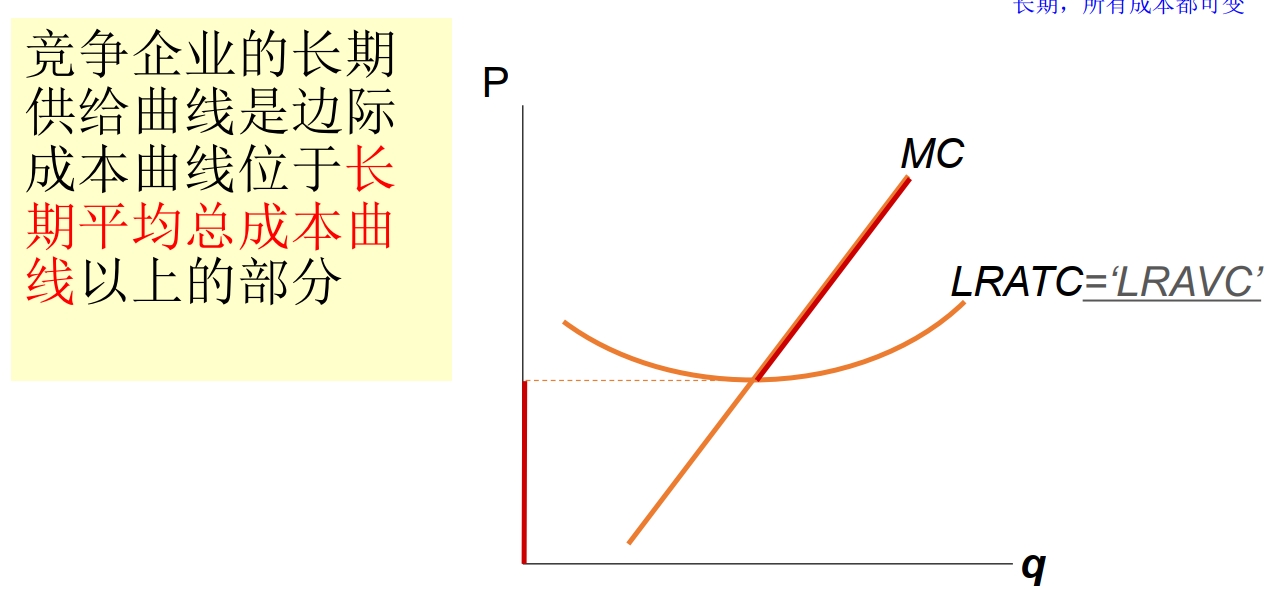 长期，所有成本都可变
竞争企业的长期
供给曲线是边际
成本曲线位于长
期平均总成本曲
线以上的部分
P
MC
LRATC=‘LRAVC’
q